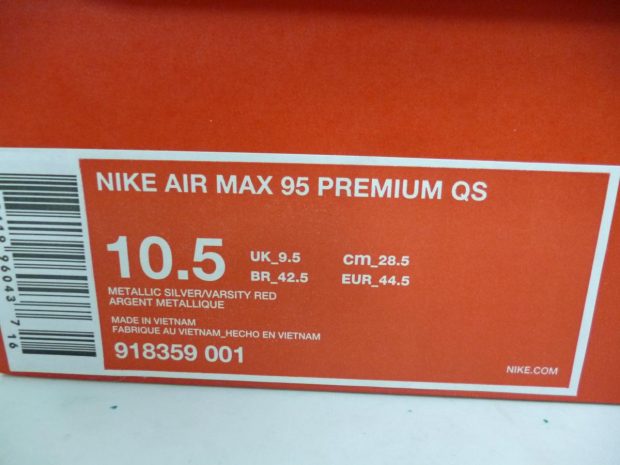 NIKE AIR MAX 95 PREMIUM QS
10.5
UK_9.5 cm_28.5
BR_42.5 EUR_44.5
METALLIC SILVER/VARSITY RED
ARGENT METALLIQUE
MADE IN VIETNAM
FABRIQUE AU VIETNAM_HECHO EN VIETNAM
918359 001
NIKE.COM